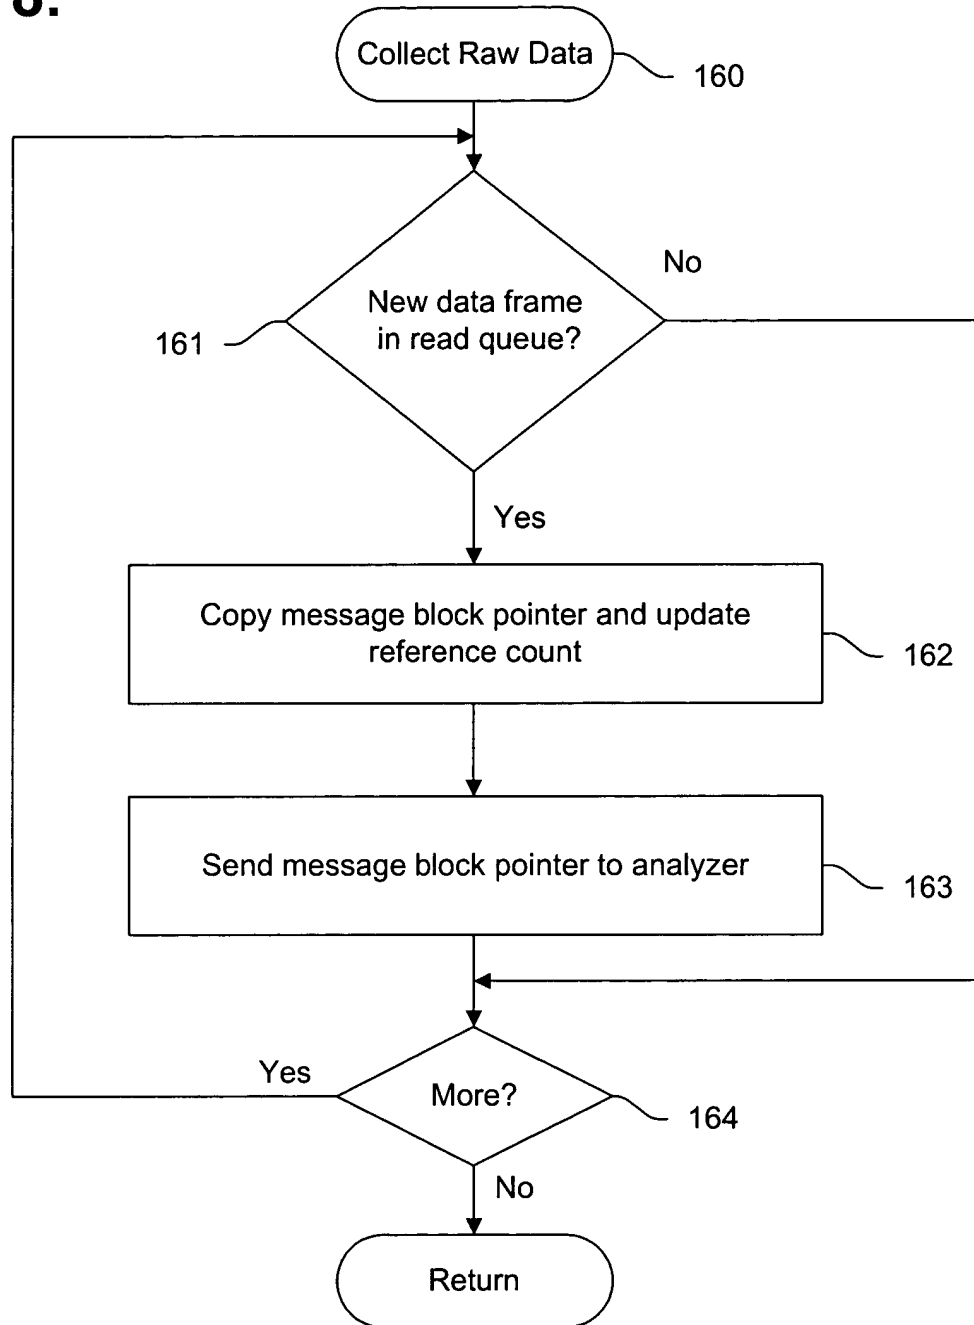 Collect Raw Data
160
No
New data frame
in read queue?
161
Yes
Copy message block pointer and update
reference count
162
Send message block pointer to analyzer
163
Yes
More?
164
No
Return